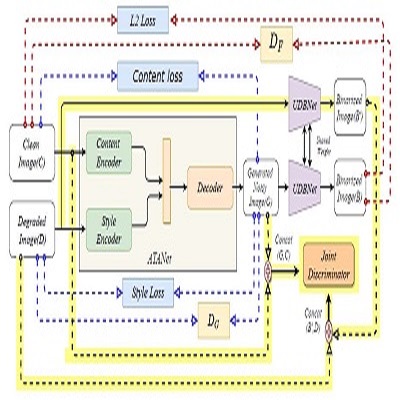 L2 Loss
D_F
Content loss
UDBNet
Binarized
Image(B')
Clean
Image(C)
Content
Encoder
Shared
Weights
Decoder
Generated
Noisy
Image(G)
UDBNet
Binarized
Image(B)
Degraded
Image(D)
Style
Encoder
ATANet
Concat
(G,C)
Joint
Discriminator
Style Loss
D_G
Concat
(B',D)